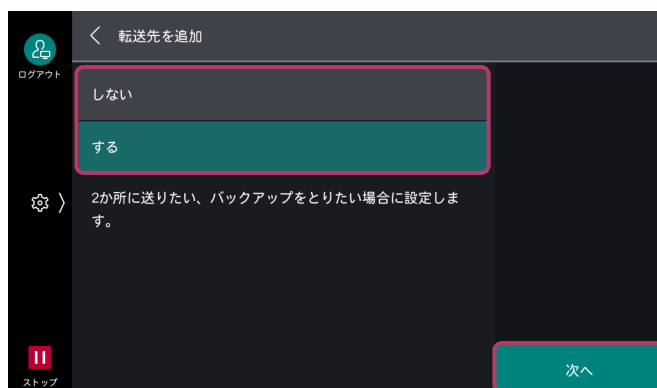 転送先を追加
ログアウト
しない
する
2か所に送りたい、バックアップをとりたい場合に設定しま
す。
次へ
ストップ